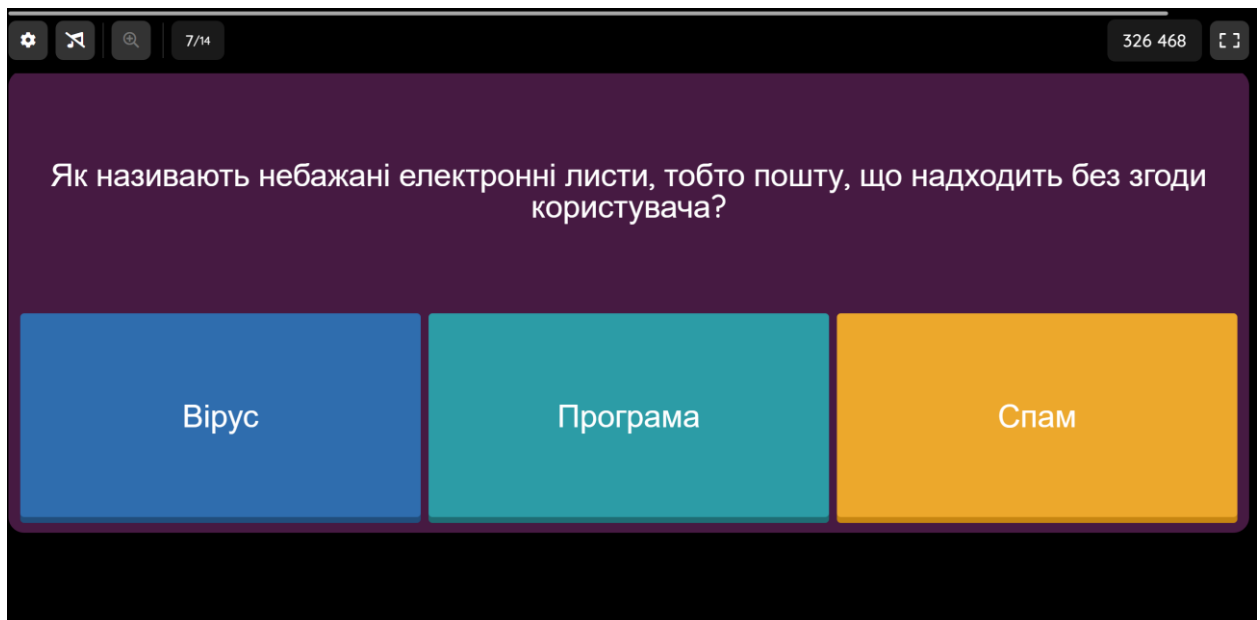 7/14
326 468
Як називають небажані електронні листи, тобто пошту, що надходить без згоди
користувача?
Вірус
Програма
Спам